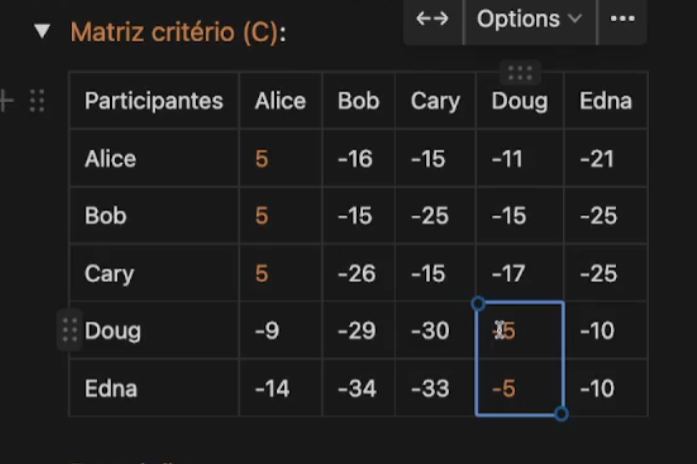 Options
Matriz critério (C):
Participantes Alice Bob Cary Doug Edna
Alice 5 -16 -15 -11 -21
Bob 5 -15 -25 -15 -25
Cary 5 -26 -15 -17 -25
Doug -9 -29 -30 -5 -10
Edna -14 -34 -33 -5 -10